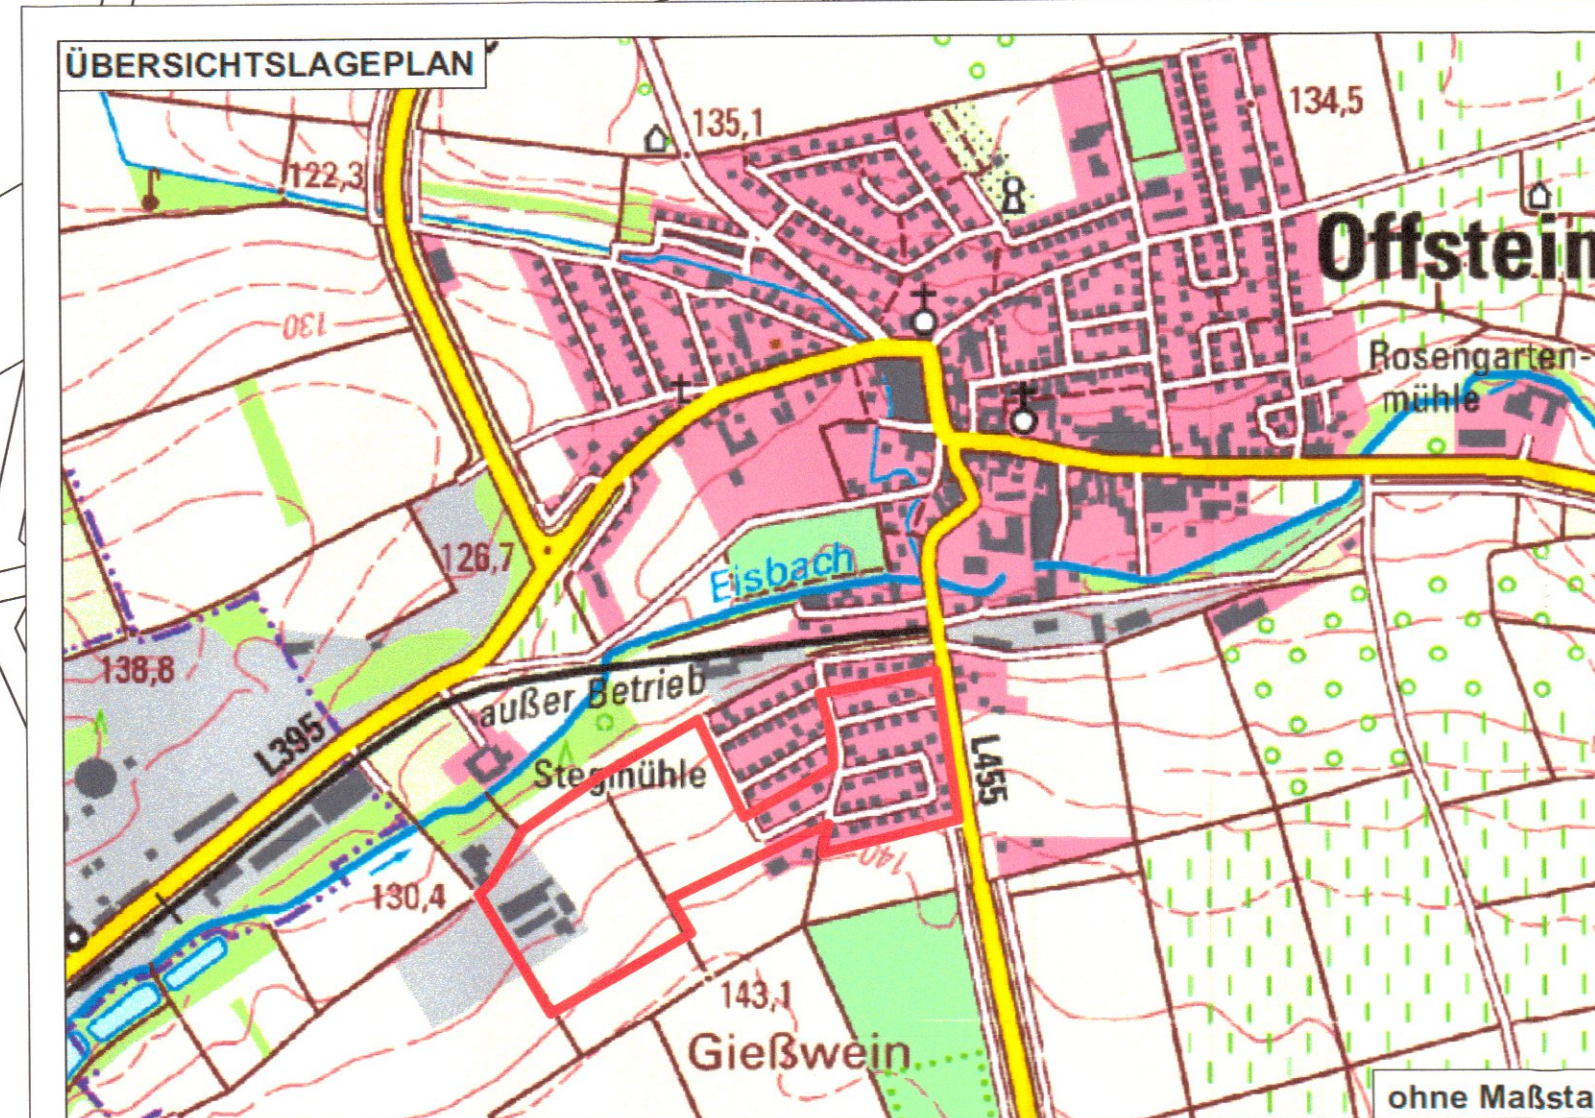 ÜBERSICHTSLAGEPLAN
135,1
134,5
122,3
Offstein
130
Rosengarten-
mühle
126,7
Eisbach
138,8
außer Betrieb
L395
Stegmühle
L455
140
130,4
143,1
Gießwein
ohne Maßsta